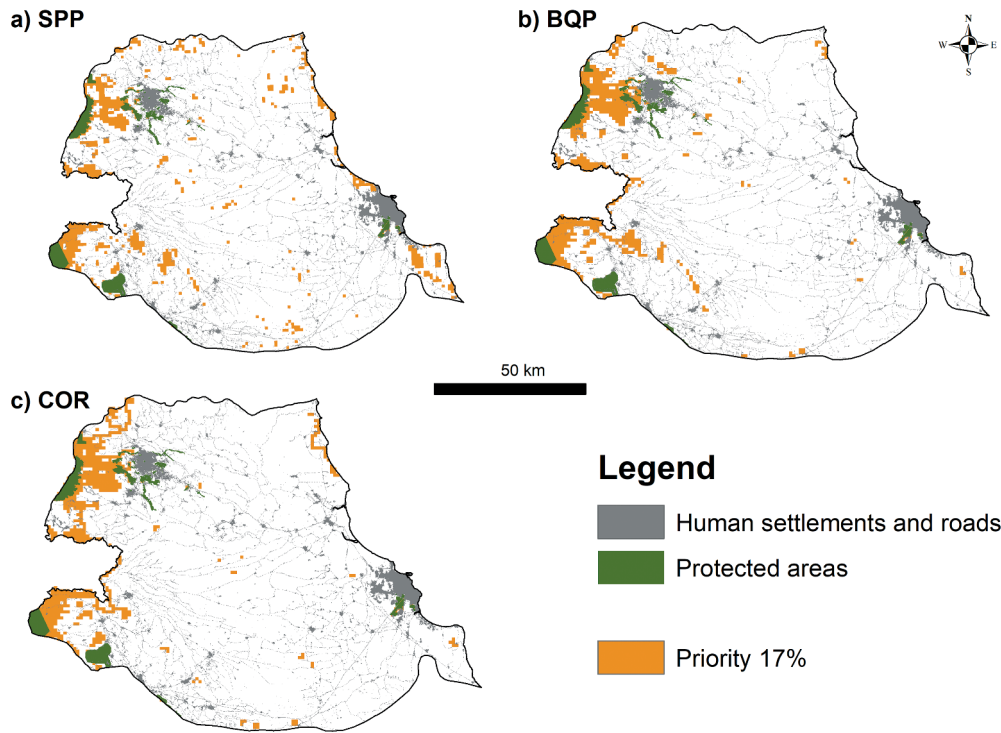 a) SPP
b) BQP
N
W
E
S
50 km
c) COR
Legend
Human settlements and roads
Protected areas
Priority 17%